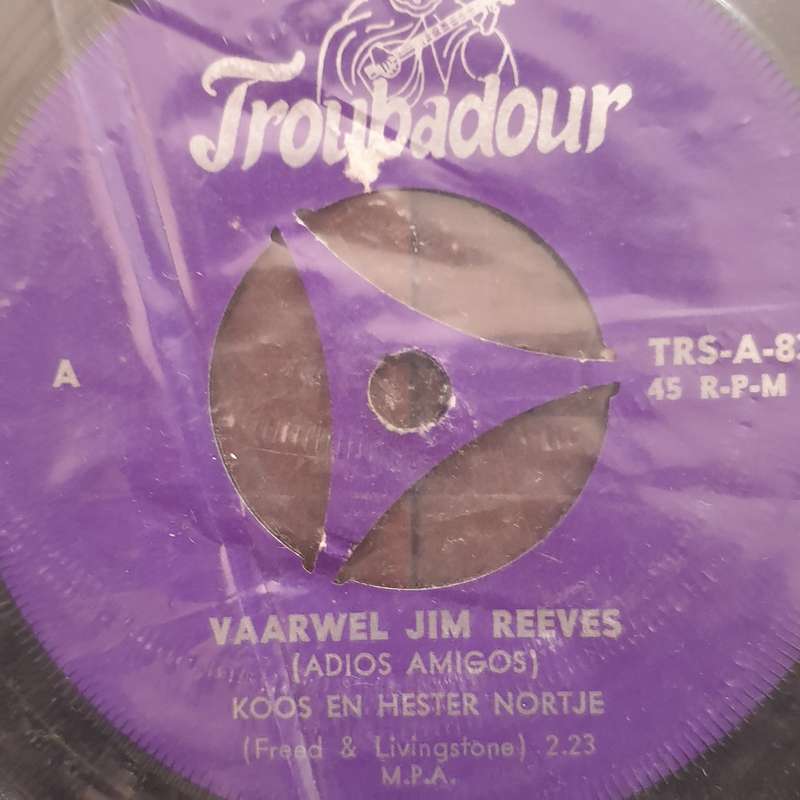 Troubadour
A
TRS-A-8
45 R-P-M
VAARWEL JIM REEVES
(ADIOS AMIGOS)
KOOS EN HESTER NORTJE
(Freed & Livingstone) 2.23
M.P.A.